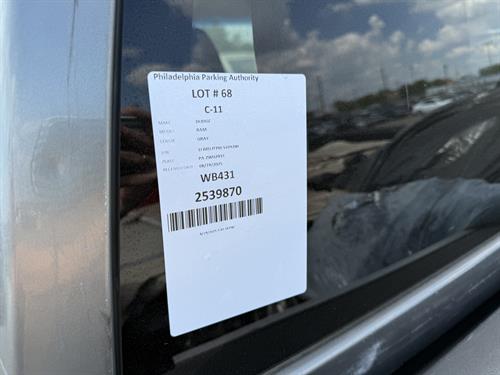 Philadelphia Parking Authority
LOT # 68
C-11
MAKE DODGE
MODEL RAM
COLOR GRAY
VIN
PLATE
WB431
2539870